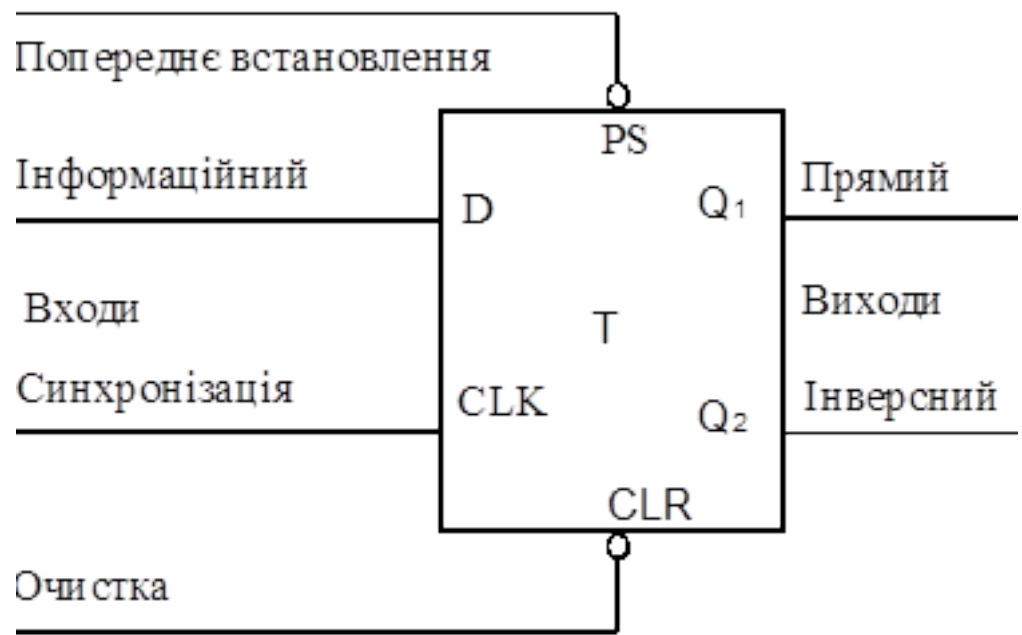 Попереднє встановлення
PS
Інформаційний
D
Q1
Прямий
Входи
T
Виходи
Синхронізація
CLK
Q2
Інверсний
CLR
Очистка